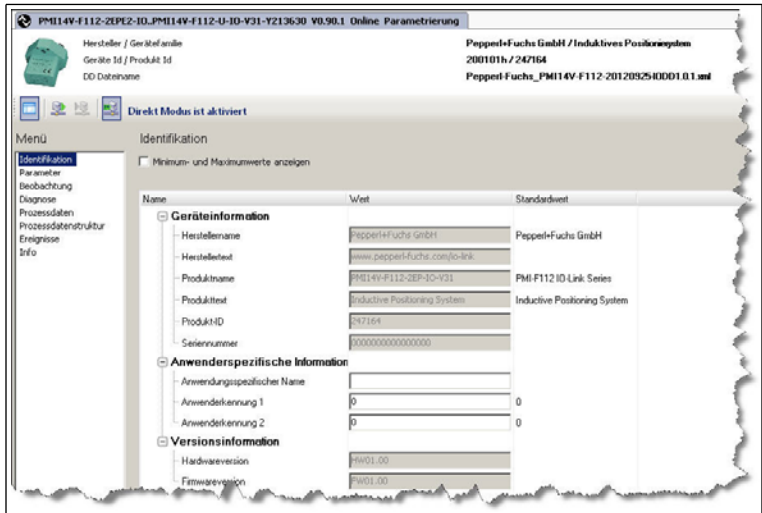 PMI14V-F112-2EPE2-IO..PMI14V-F112-U-IO-V31-Y213630 V0.90.1 Online Parametrierung
Hersteller / Gerätefamilie Pepperl+Fuchs GmbH / Induktives Positioniersystem
Geräte Id / Produkt Id 200101h / 247164
DD Dateiname Pepperl-Fuchs_PMI14V-F112-20120925-IODD1.0.1.xml
Direkt Modus ist aktiviert
Menü
Identifikation
Parameter
Beobachtung
Diagnose
Prozessdaten
Prozessdatenstruktur
Ereignisse
Info
Identifikation
Minimum- und Maximumwerte anzeigen
Name Wert Standardwert
Geräteinformation
Herstellername Pepperl+Fuchs GmbH Pepperl+Fuchs GmbH
Herstellertext www.pepperl-fuchs.com/io-link
Produktname PMI14V-F112-2EP-IO-V31 PMI-F112 IO-Link Series
Produkttext Inductive Positioning System Inductive Positioning System
Produkt-ID 247164
Seriennummer 0000000000000000
Anwenderspezifische Information
Anwendungsspezifischer Name
Anwenderkennung 1 0 0
Anwenderkennung 2 0 0
Versionsinformation
Hardwareversion HW01.00
Firmwareversion FW01.00